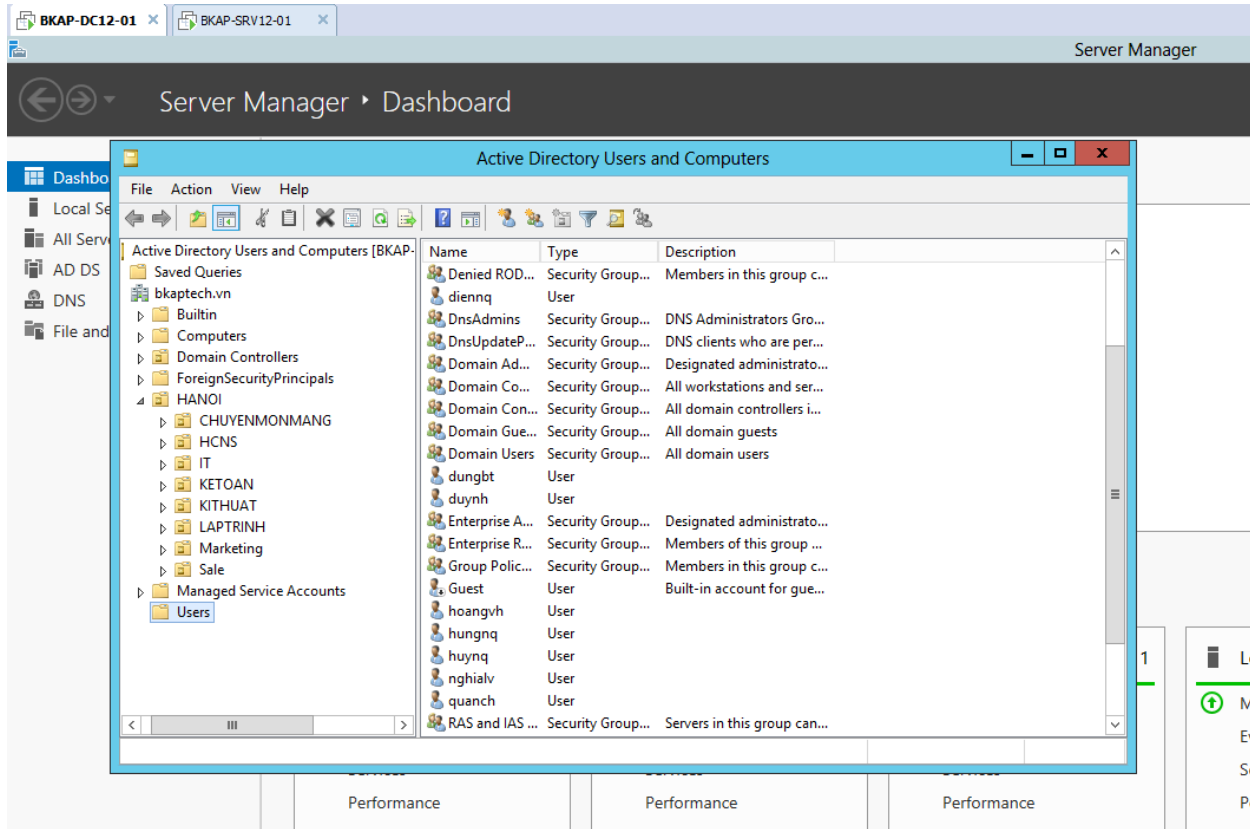 BKAP-DC12-01 × BKAP-SRV12-01 ×
Server Manager
Server Manager ‣ Dashboard
Active Directory Users and Computers
Dashbo
Local Se
All Serve
AD DS
DNS
File and
File Action View Help
Active Directory Users and Computers [BKAP-
Saved Queries
bkaptech.vn
Builtin
Computers
Domain Controllers
ForeignSecurityPrincipals
HANOI
CHUYENMONMANG
HCNS
IT
KETOAN
KITHUAT
LAPTRINH
Marketing
Sale
Managed Service Accounts
Users
Name Type Description
Denied ROD... Security Group... Members in this group c...
diennq User
DnsAdmins Security Group... DNS Administrators Gro...
DnsUpdateP... Security Group... DNS clients who are per...
Domain Ad... Security Group... Designated administrato...
Domain Co... Security Group... All workstations and ser...
Domain Con... Security Group... All domain controllers i...
Domain Gue... Security Group... All domain guests
Domain Users Security Group... All domain users
dungbt User
duynh User
Enterprise A... Security Group... Designated administrato...
Enterprise R... Security Group... Members of this group ...
Group Polic... Security Group... Members in this group c...
Guest User Built-in account for gue...
hoangvh User
hungnq User
huynq User
nghialv User
quanch User
RAS and IAS ... Security Group... Servers in this group can...
1
Performance Performance Performance